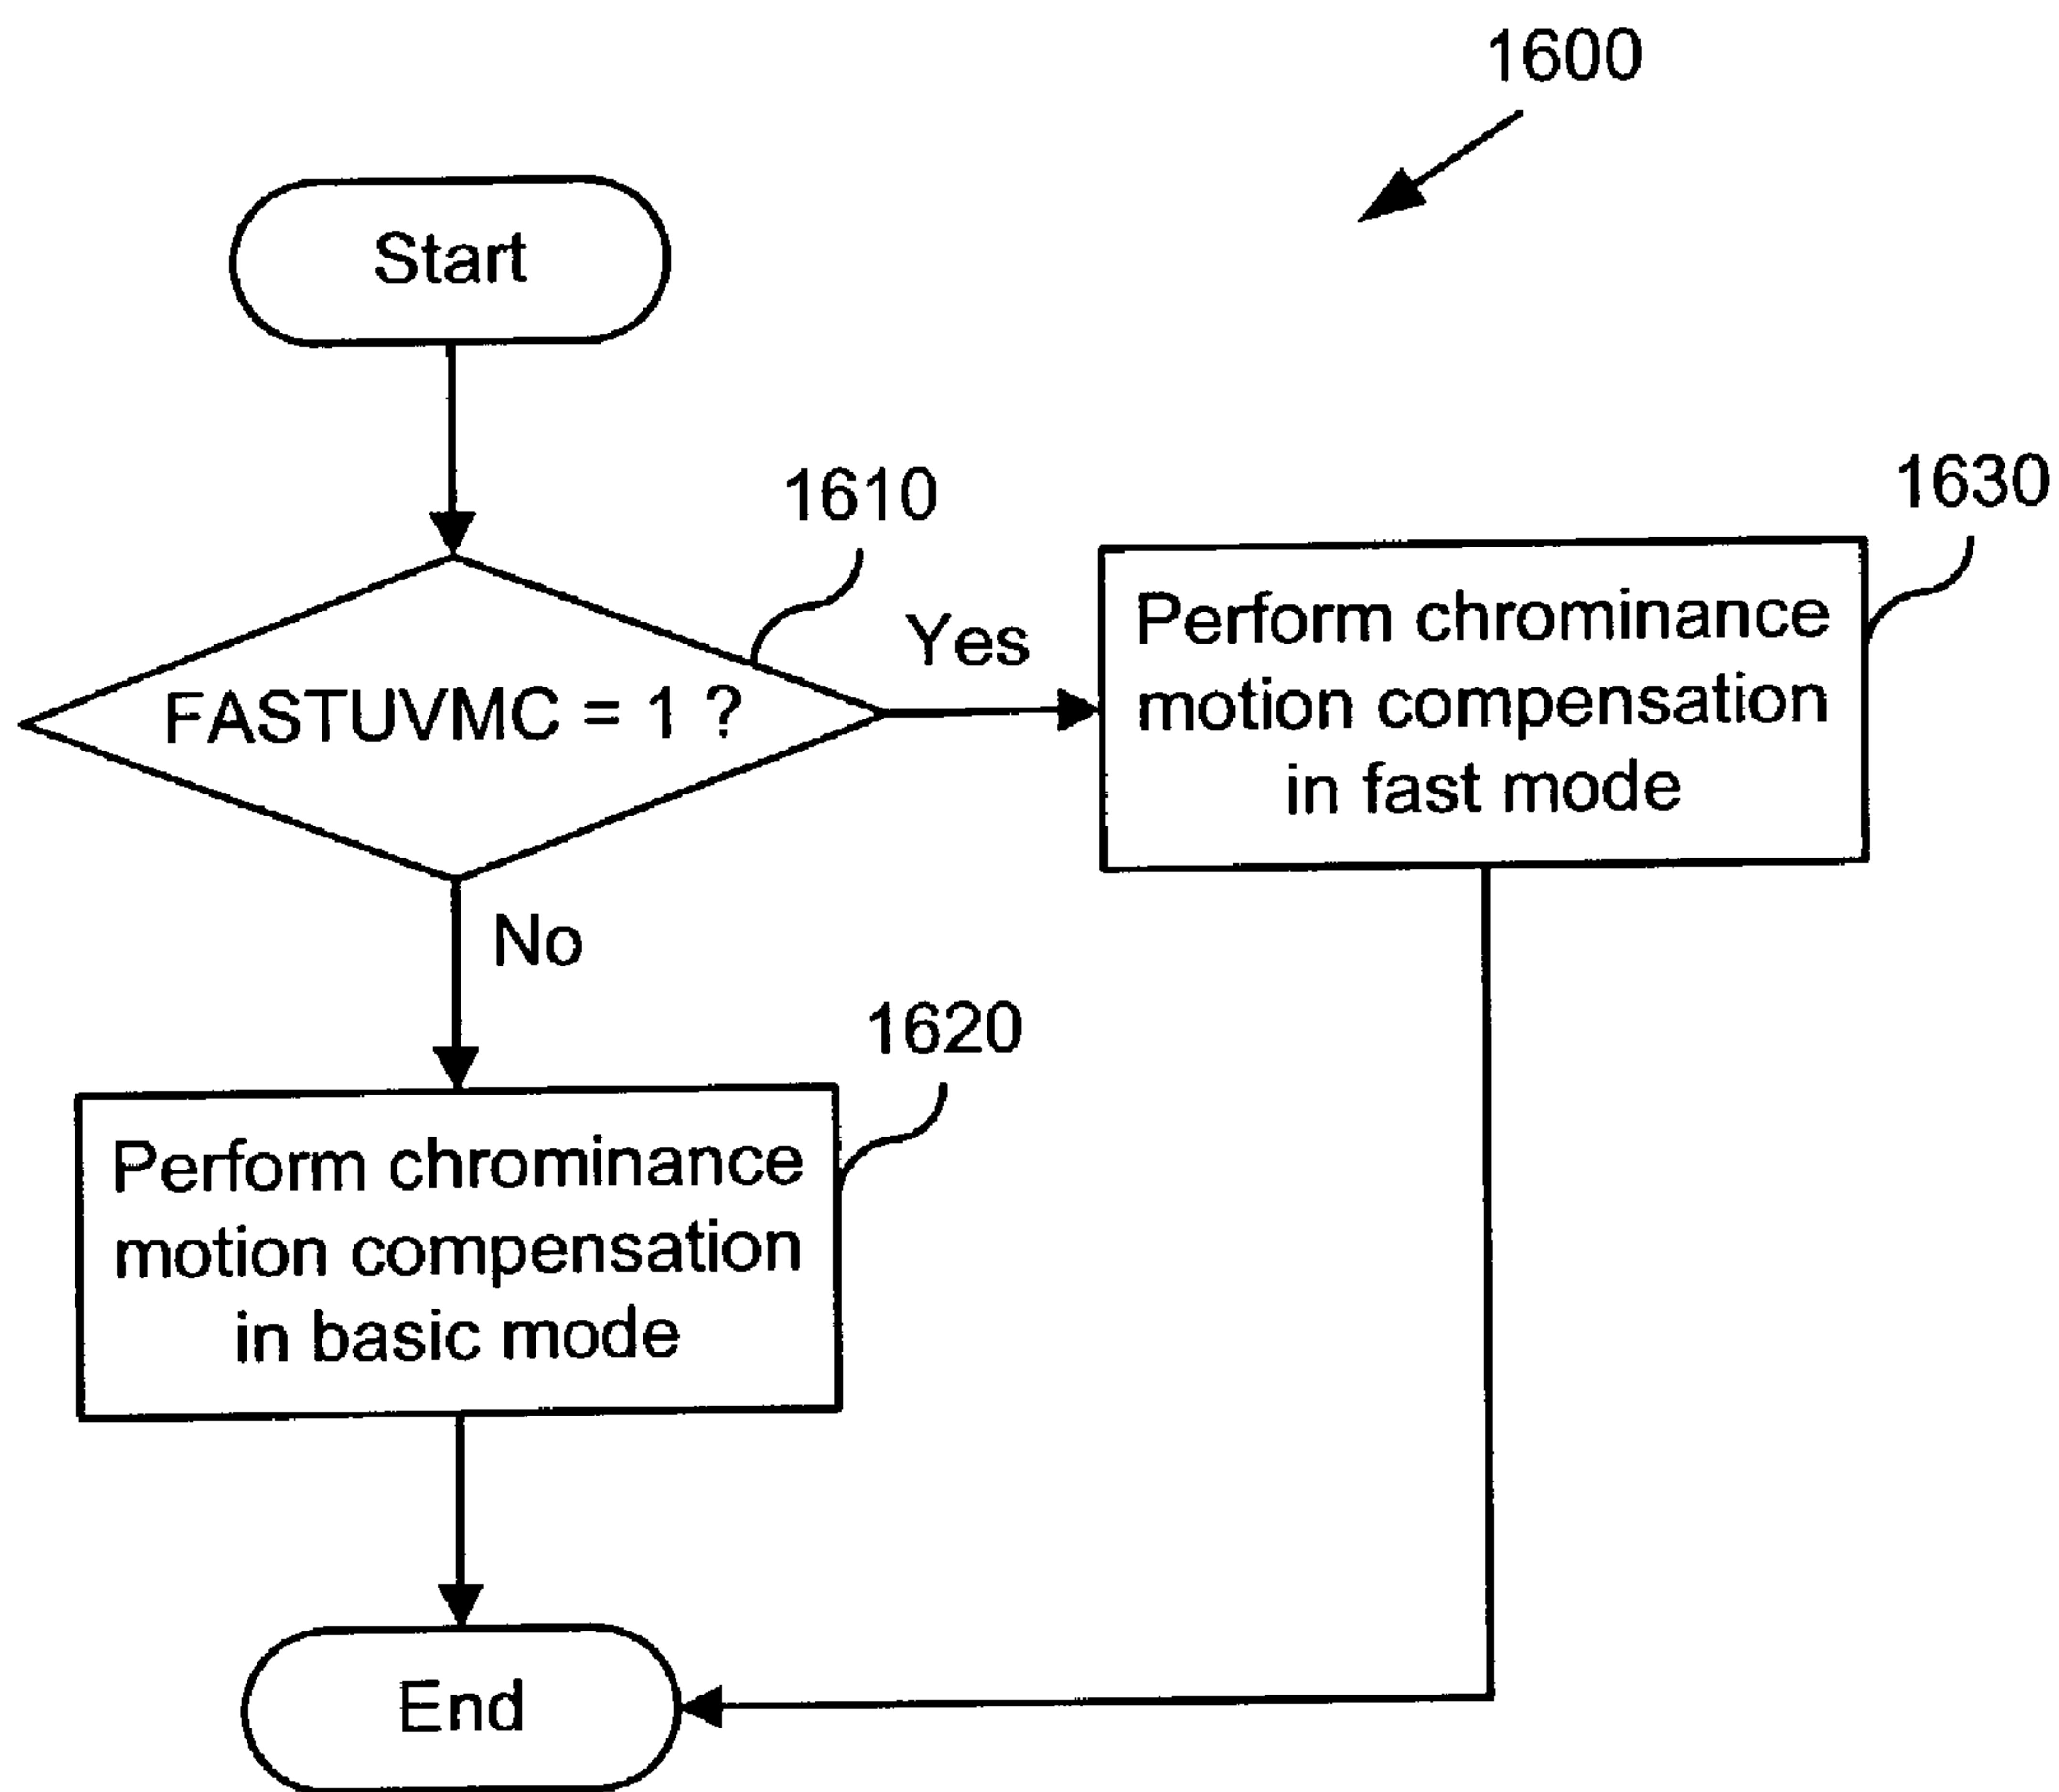 1600
Start
1610
FASTUVMC = 1 ?
Yes
1630
Perform chrominance
motion compensation
in fast mode
No
1620
Perform chrominance
motion compensation
in basic mode
End